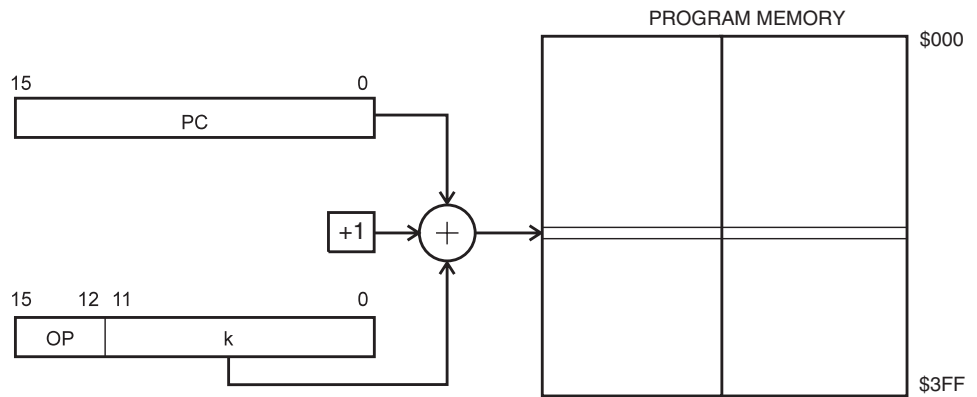 PROGRAM MEMORY
$000
15 0
PC
+1
+
15 12 11 0
OP k
$3FF